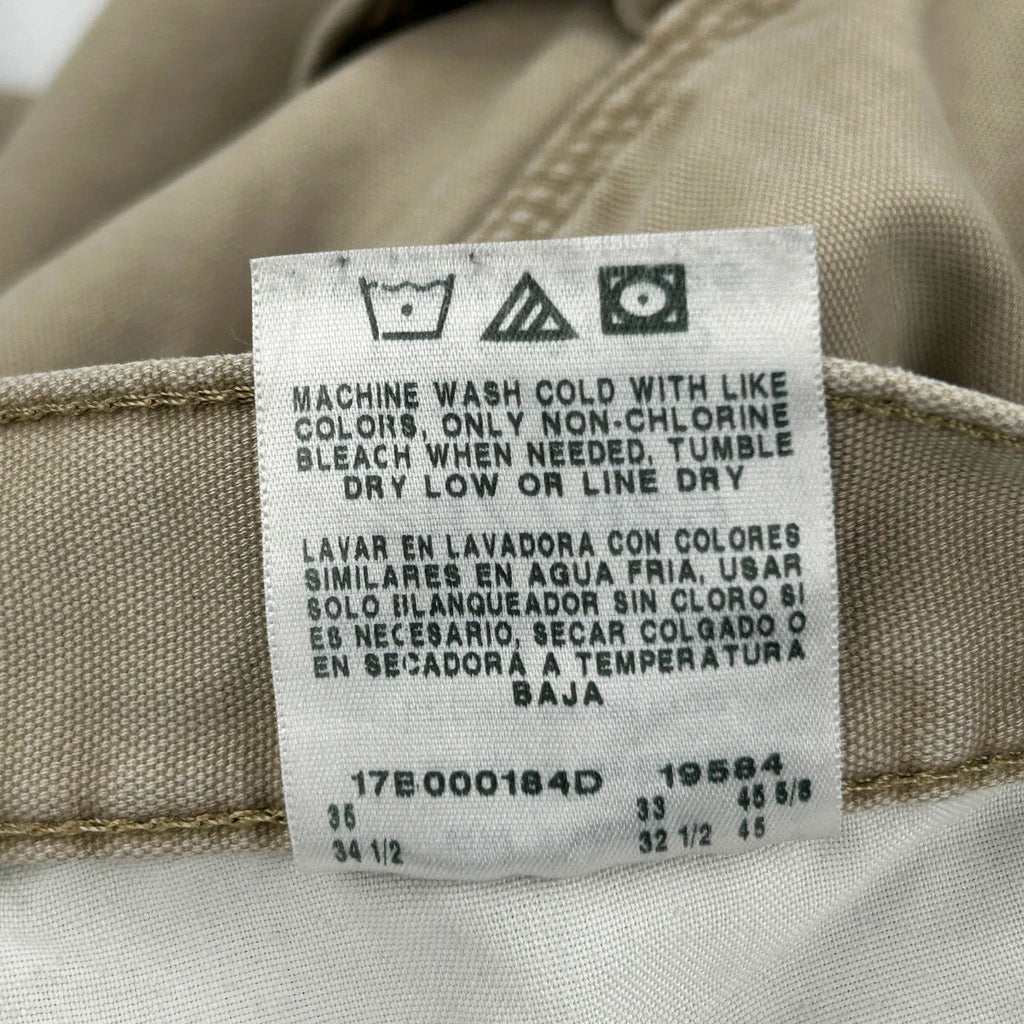 MACHINE WASH COLD WITH LIKE
COLORS, ONLY NON-CHLORINE
BLEACH WHEN NEEDED, TUMBLE
DRY LOW OR LINE DRY
LAVAR EN LAVADORA CON COLORES
SIMILARES EN AGUA FRIA, USAR
SOLO BLANQUEADOR SIN CLORO SI
ES NECESARIO, SECAR COLGADO O
EN SECADORA A TEMPERATURA
BAJA
17E000184D 19584
35 33 45 5/8
34 1/2 32 1/2 45